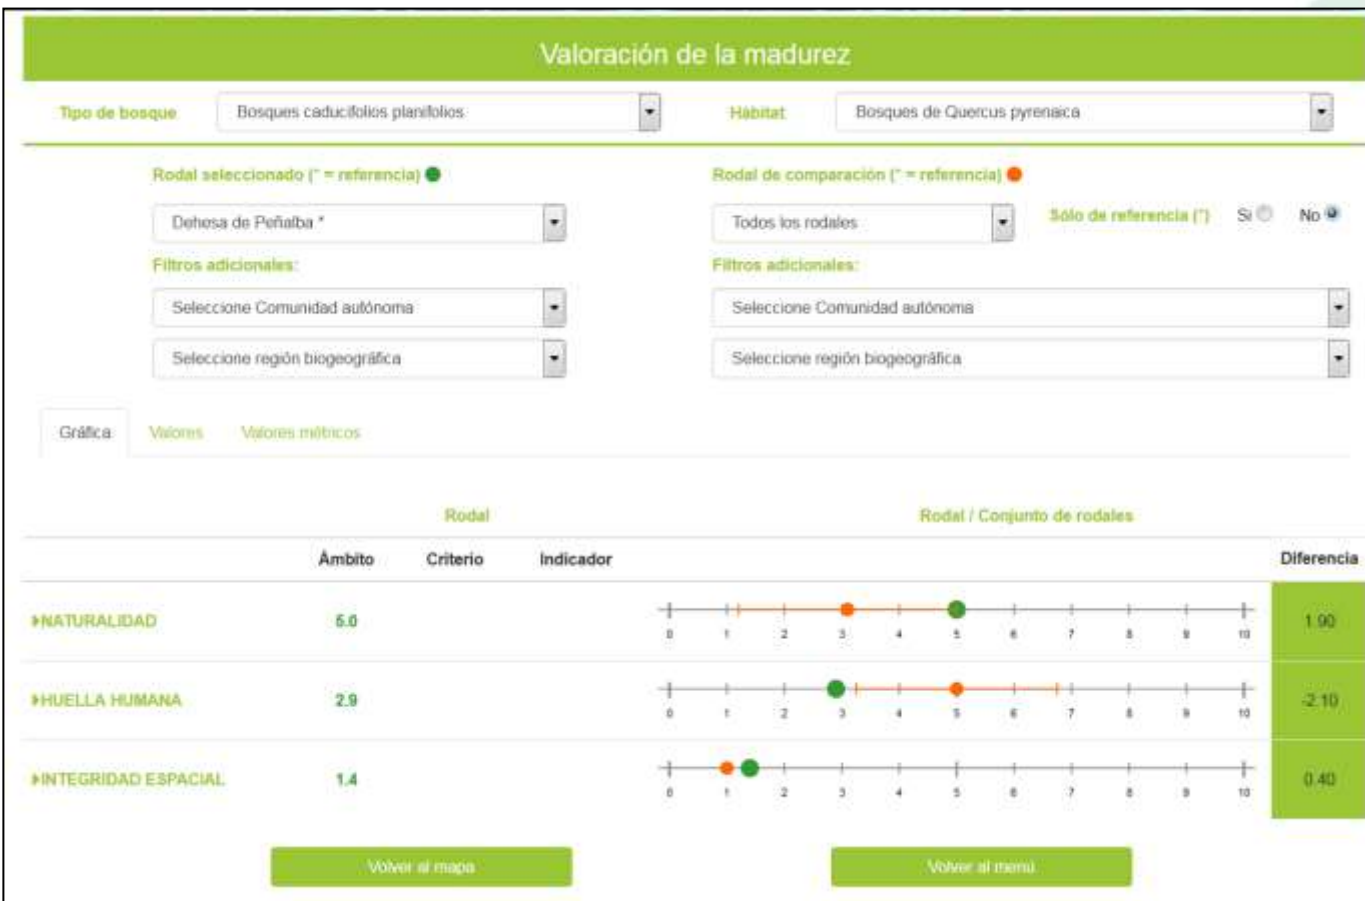 Valoración de la madurez
Tipo de bosque Bosques caducifolios planifolios Hábitat Bosques de Quercus pyrenaica
Rodal seleccionado (* = referencia) Rodal de comparación (* = referencia)
Dehesa de Peñalba * Todos los rodales Sólo de referencia (*) Si No
Filtros adicionales: Filtros adicionales:
Seleccione Comunidad autónoma Seleccione Comunidad autónoma
Seleccione región biogeográfica Seleccione región biogeográfica
Gráfica Valores Valores métricos
Rodal Rodal / Conjunto de rodales
Ámbito Criterio Indicador Diferencia
NATURALIDAD 5.0 1.90
0 1 2 3 4 5 6 7 8 9 10
HUELLA HUMANA 2.9 -2.10
0 1 2 3 4 5 6 7 8 9 10
INTEGRIDAD ESPACIAL 1.4 0.40
0 1 2 3 4 5 6 7 8 9 10
Volver al mapa Volver al menú